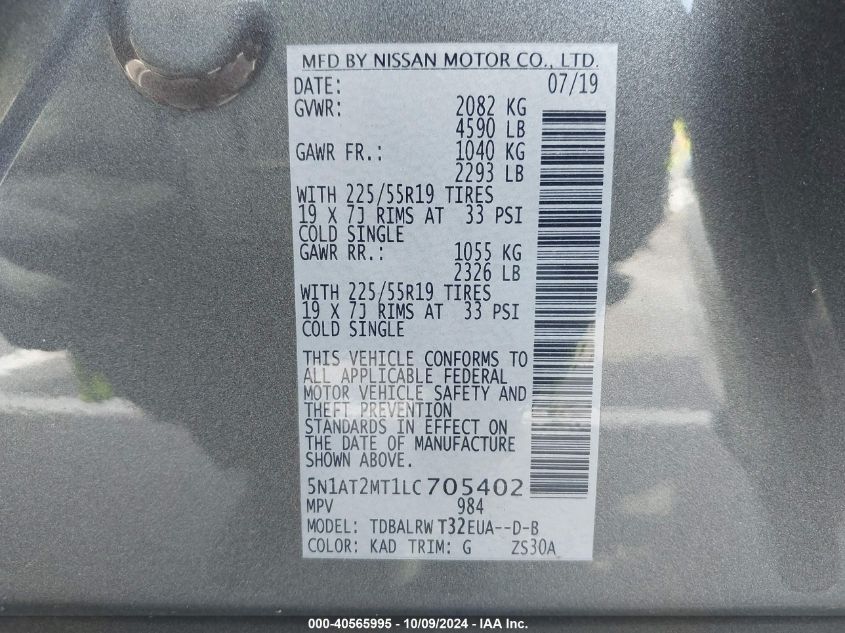 MFD BY NISSAN MOTOR CO., LTD.
DATE: 07/19
GVWR: 2082 KG
4590 LB
GAWR FR.: 1040 KG
2293 LB
WITH 225/55R19 TIRES
19 X 7J RIMS AT 33 PSI
COLD SINGLE
GAWR RR.: 1055 KG
2326 LB
WITH 225/55R19 TIRES
19 X 7J RIMS AT 33 PSI
COLD SINGLE
THIS VEHICLE CONFORMS TO
ALL APPLICABLE FEDERAL
MOTOR VEHICLE SAFETY AND
THEFT PREVENTION
STANDARDS IN EFFECT ON
THE DATE OF MANUFACTURE
SHOWN ABOVE.
5N1AT2MT1LC705402
MPV 984
MODEL: TDBALRW T32EUA--D-B
COLOR: KAD TRIM: G ZS30A
000-40565995 - 10/09/2024 - IAA Inc.